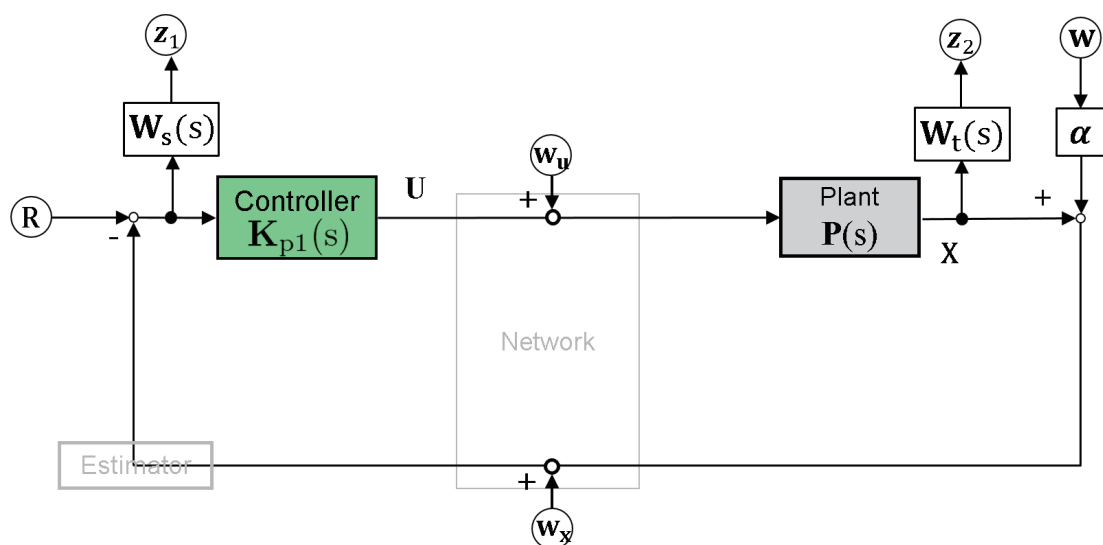 z₁
z₂
w
Wₛ(s)
Wₜ(s)
α
wᵤ
R
-
Controller
Kₚ₁(s)
U
+
Plant
P(s)
X
+
Network
Estimator
+
wₓ